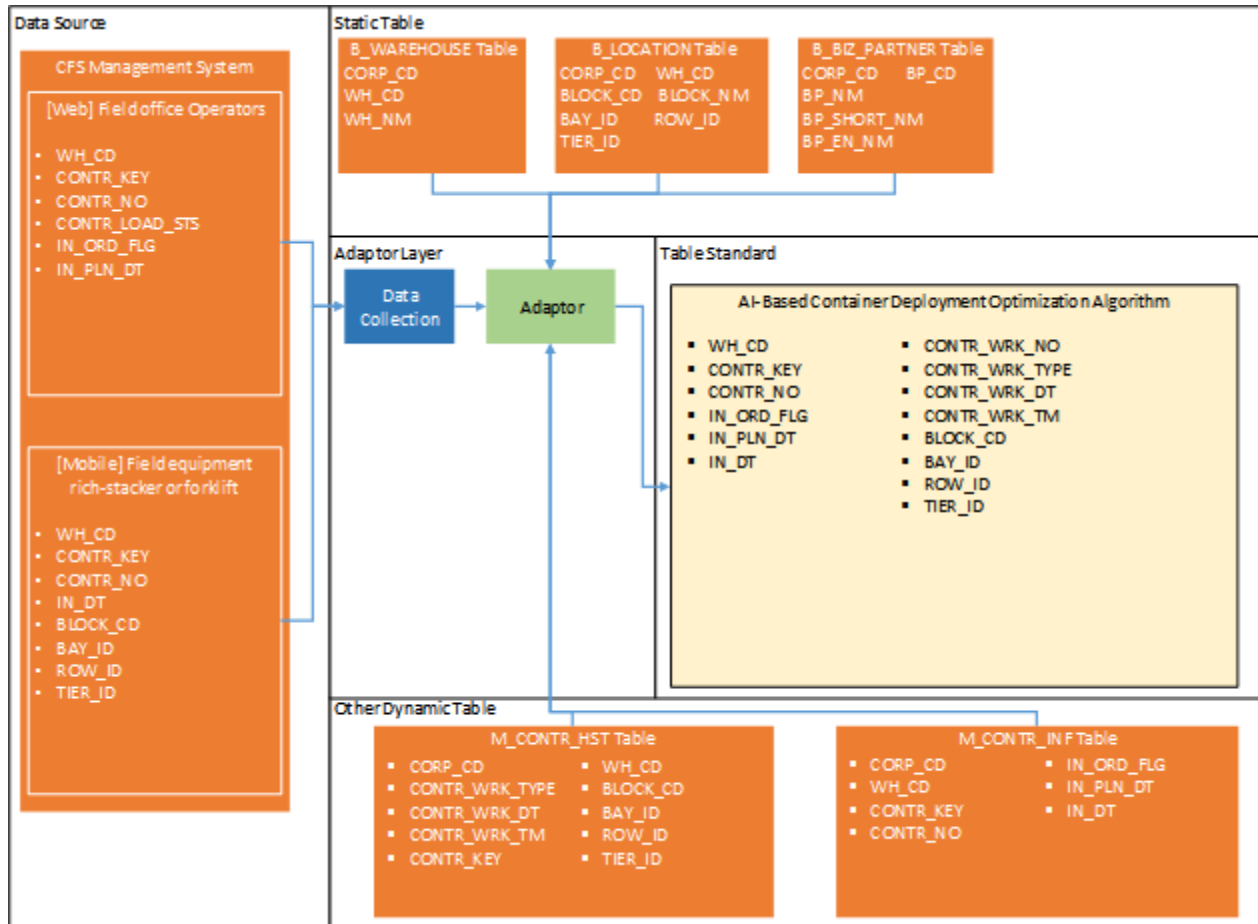 Data Source
CFS Management System
[Web] Field office Operators
• WH_CD
• CONTR_KEY
• CONTR_NO
• CONTR_LOAD_STS
• IN_ORD_FLG
• IN_PLN_DT
[Mobile] Field equipment
rich-stacker or forklift
• WH_CD
• CONTR_KEY
• CONTR_NO
• IN_DT
• BLOCK_CD
• BAY_ID
• ROW_ID
• TIER_ID
Static Table
B_WAREHOUSE Table
CORP_CD
WH_CD
WH_NM
B_LOCATION Table
CORP_CD WH_CD
BLOCK_CD BLOCK_NM
BAY_ID ROW_ID
TIER_ID
B_BIZ_PARTNER Table
CORP_CD BP_CD
BP_NM
BP_SHORT_NM
BP_EN_NM
Adaptor Layer
Data
Collection
Adaptor
Table Standard
AI-Based Container Deployment Optimization Algorithm
▪ WH_CD
▪ CONTR_KEY
▪ CONTR_NO
▪ IN_ORD_FLG
▪ IN_PLN_DT
▪ IN_DT
▪ CONTR_WRK_NO
▪ CONTR_WRK_TYPE
▪ CONTR_WRK_DT
▪ CONTR_WRK_TM
▪ BLOCK_CD
▪ BAY_ID
▪ ROW_ID
▪ TIER_ID
Other Dynamic Table
M_CONTR_HST Table
▪ CORP_CD
▪ CONTR_WRK_TYPE
▪ CONTR_WRK_DT
▪ CONTR_WRK_TM
▪ CONTR_KEY
▪ WH_CD
▪ BLOCK_CD
▪ BAY_ID
▪ ROW_ID
▪ TIER_ID
M_CONTR_INF Table
▪ CORP_CD
▪ WH_CD
▪ CONTR_KEY
▪ CONTR_NO
▪ IN_ORD_FLG
▪ IN_PLN_DT
▪ IN_DT